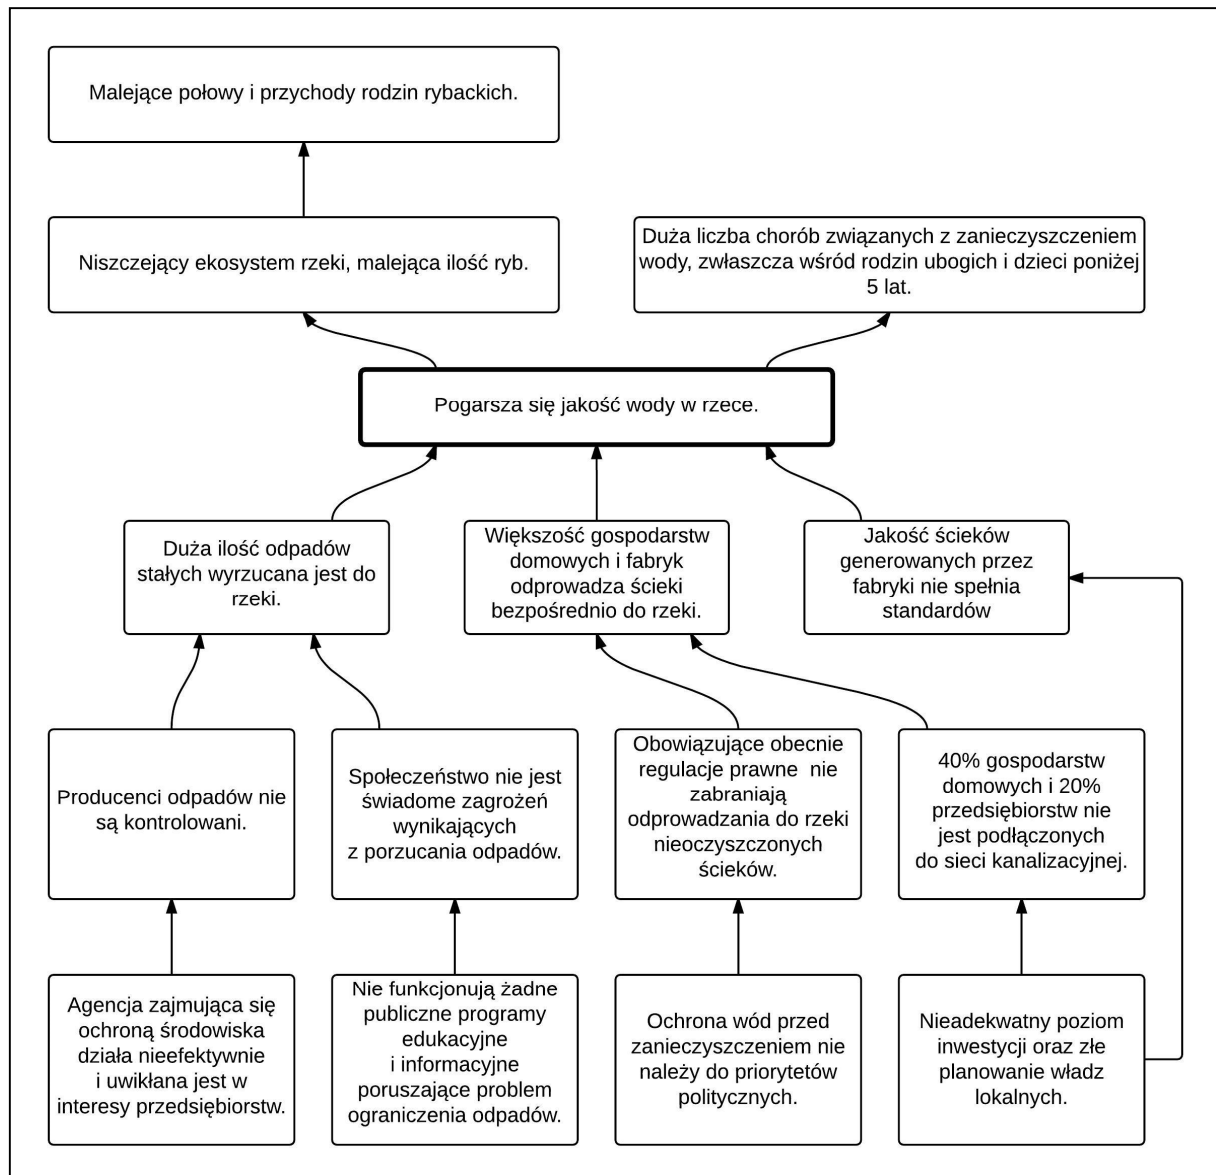 Malejące połowy i przychody rodzin rybackich.
Niszczejący ekosystem rzeki, malejąca ilość ryb.
Duża liczba chorób związanych z zanieczyszczeniem
wody, zwłaszcza wśród rodzin ubogich i dzieci poniżej
5 lat.
Pogarsza się jakość wody w rzece.
Duża ilość odpadów
stałych wyrzucana jest do
rzeki.
Większość gospodarstw
domowych i fabryk
odprowadza ścieki
bezpośrednio do rzeki.
Jakość ścieków
generowanych przez
fabryki nie spełnia
standardów
Producenci odpadów nie
są kontrolowani.
Społeczeństwo nie jest
świadome zagrożeń
wynikających
z porzucania odpadów.
Obowiązujące obecnie
regulacje prawne  nie
zabraniają
odprowadzania do rzeki
nieoczyszczonych
ścieków.
40% gospodarstw
domowych i 20%
przedsiębiorstw nie
jest podłączonych
do sieci kanalizacyjnej.
Agencja zajmująca się
ochroną środowiska
działa nieefektywnie
i uwikłana jest w
interesy przedsiębiorstw.
Nie funkcjonują żadne
publiczne programy
edukacyjne
i informacyjne
poruszające problem
ograniczenia odpadów.
Ochrona wód przed
zanieczyszczeniem nie
należy do priorytetów
politycznych.
Nieadekwatny poziom
inwestycji oraz złe
planowanie władz
lokalnych.